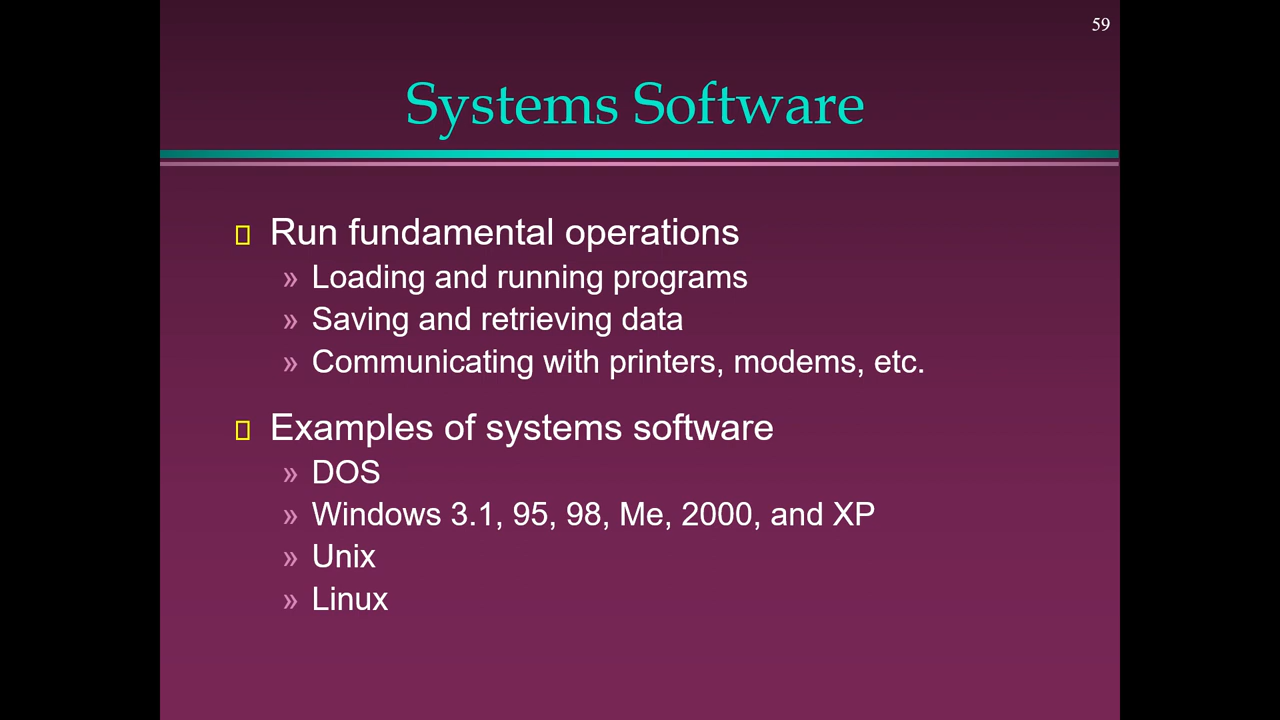 59
Systems Software
Run fundamental operations
» Loading and running programs
» Saving and retrieving data
» Communicating with printers, modems, etc.
Examples of systems software
» DOS
» Windows 3.1, 95, 98, Me, 2000, and XP
» Unix
» Linux